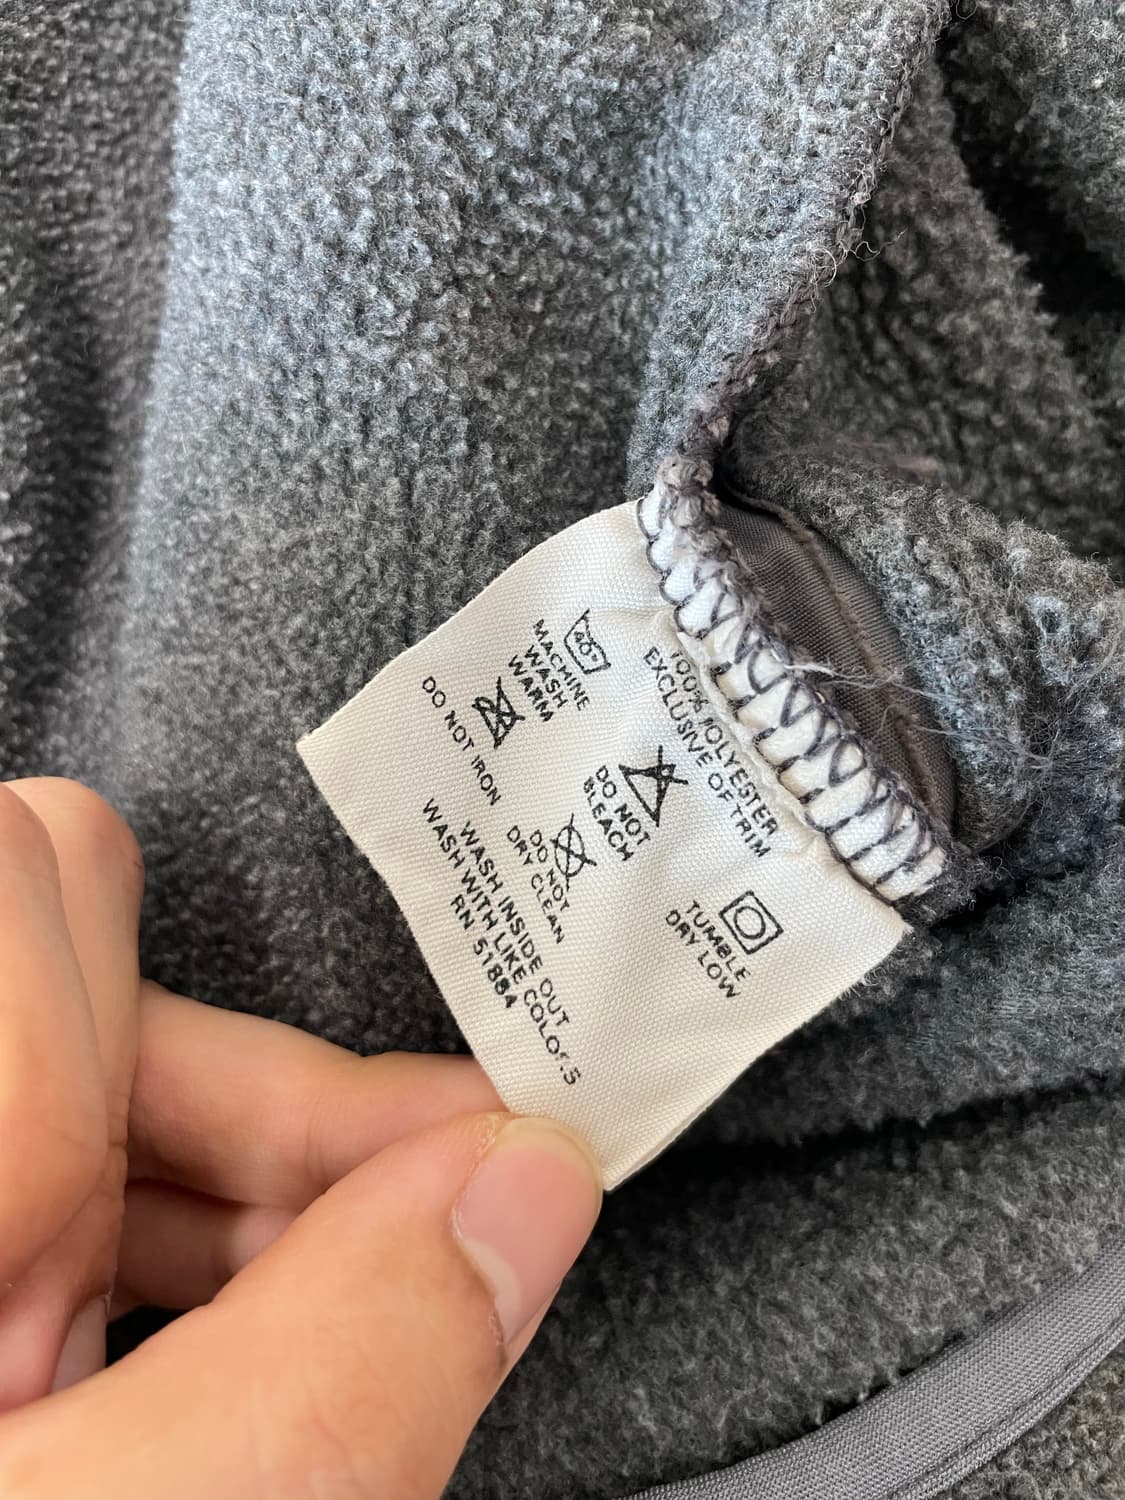 100% POLYESTER
EXCLUSIVE OF TRIM
40°
MACHINE
WASH
WARM
DO NOT
BLEACH
TUMBLE
DRY LOW
DO NOT IRON
DO NOT
DRY CLEAN
WASH INSIDE OUT
WASH WITH LIKE COLORS
RN 51884